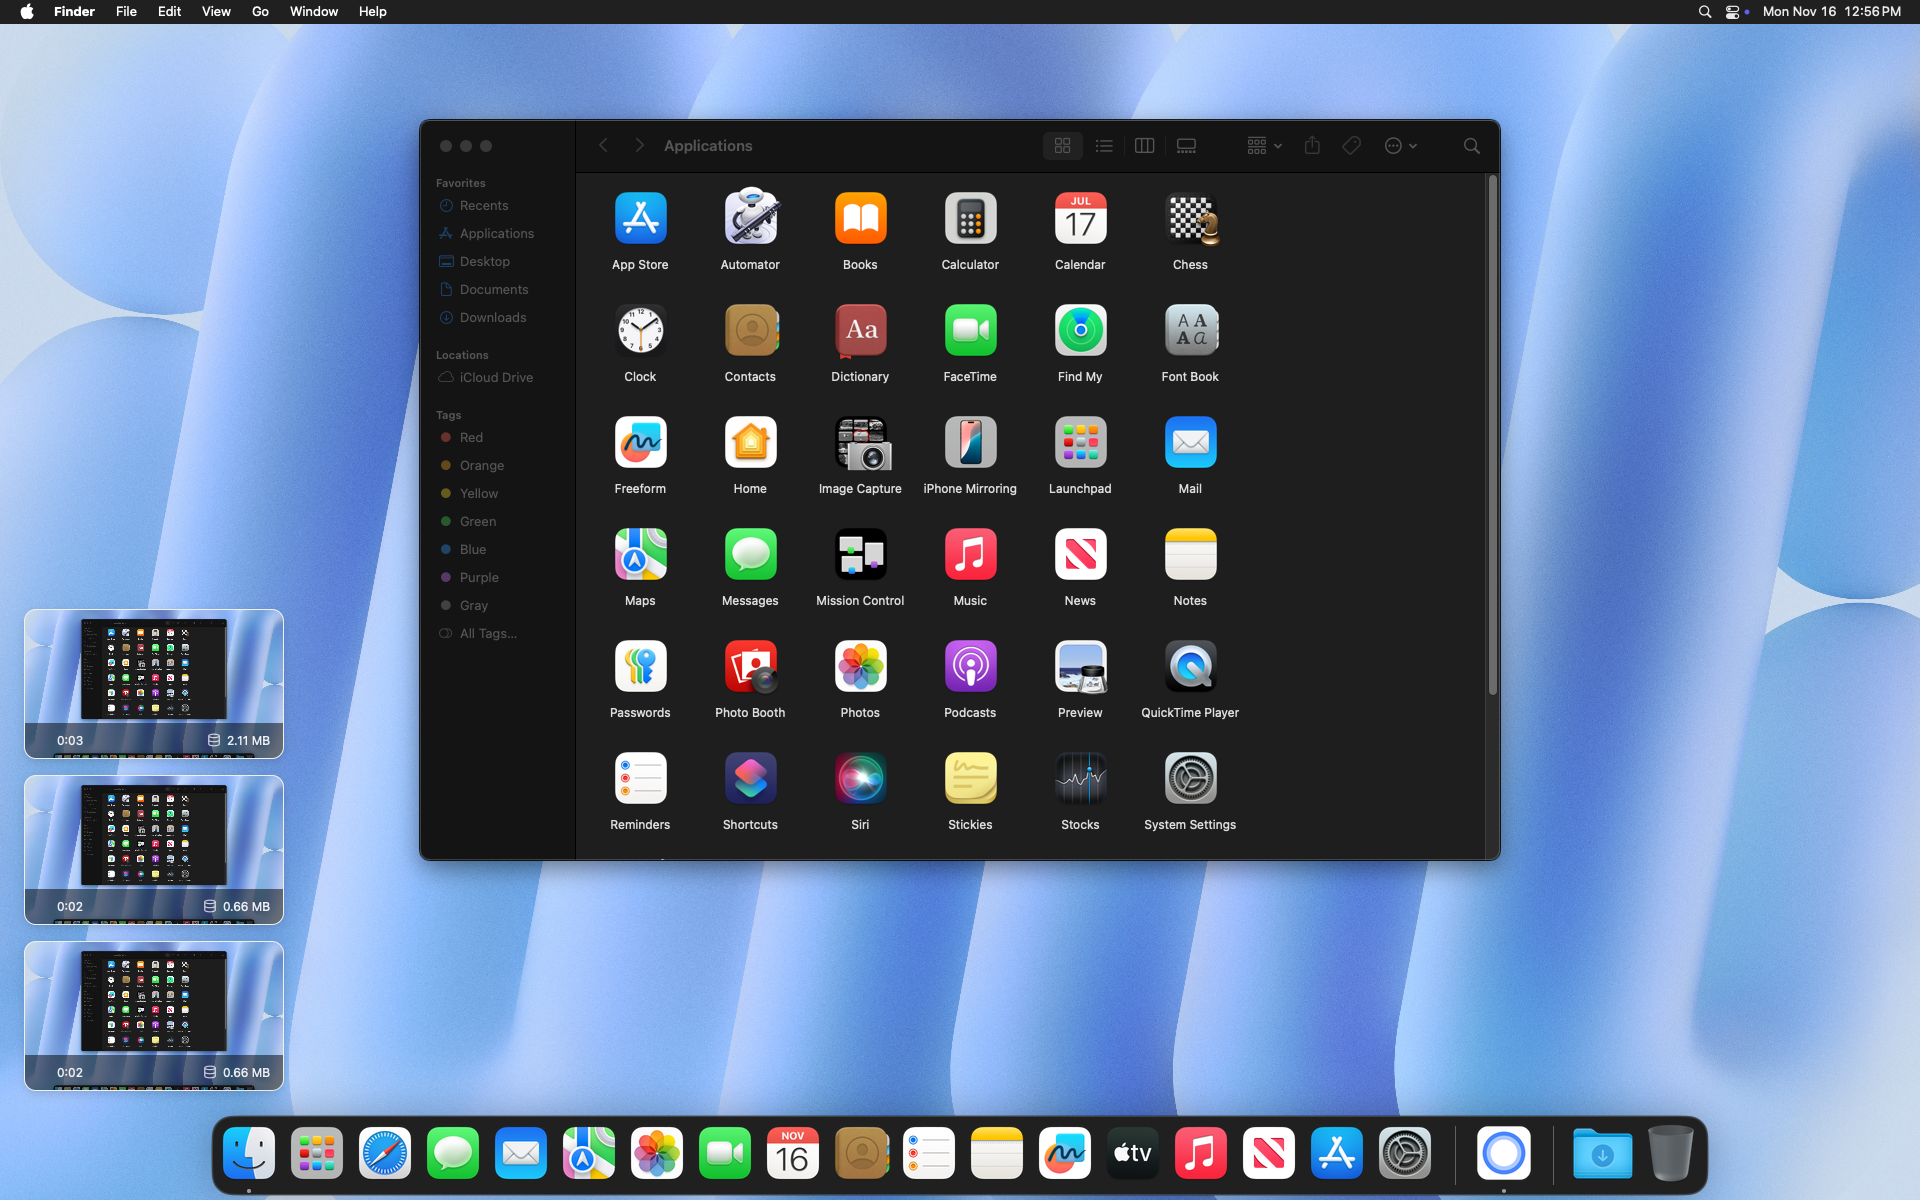 Finder File Edit View Go Window Help
Mon Nov 16 12:56 PM
Applications
Favorites
Recents
Applications
Desktop
Documents
Downloads
Locations
iCloud Drive
Tags
Red
Orange
Yellow
Green
Blue
Purple
Gray
All Tags...
JUL
17
App Store Automator Books Calculator Calendar Chess
Aa
A A
A a
Clock Contacts Dictionary FaceTime Find My Font Book
Freeform Home Image Capture iPhone Mirroring Launchpad Mail
Maps Messages Mission Control Music News Notes
Passwords Photo Booth Photos Podcasts Preview QuickTime Player
Reminders Shortcuts Siri Stickies Stocks System Settings
0:03 2.11 MB
0:02 0.66 MB
0:02 0.66 MB
NOV
16
tv